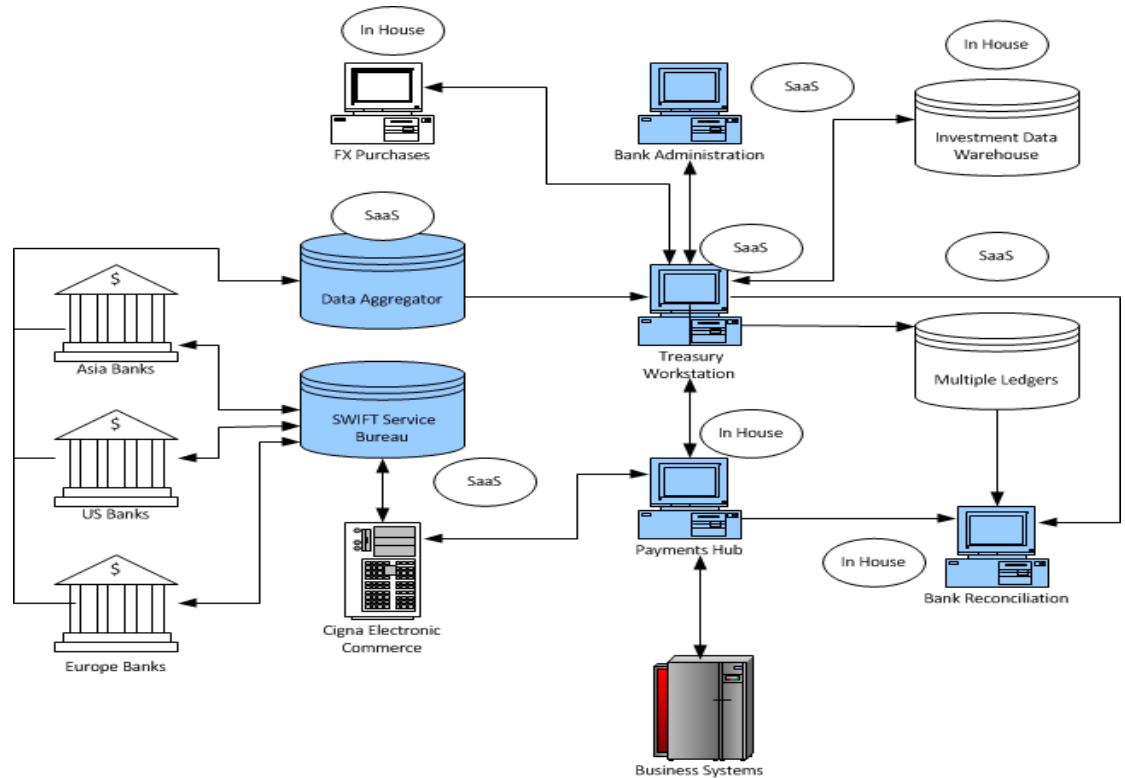 In House
FX Purchases
Bank Administration
SaaS
In House
Investment Data
Warehouse
SaaS
Data Aggregator
SaaS
Treasury
Workstation
SaaS
Multiple Ledgers
$
Asia Banks
SWIFT Service
Bureau
$
US Banks
SaaS
In House
Payments Hub
In House
Bank Reconciliation
$
Europe Banks
Cigna Electronic
Commerce
Business Systems